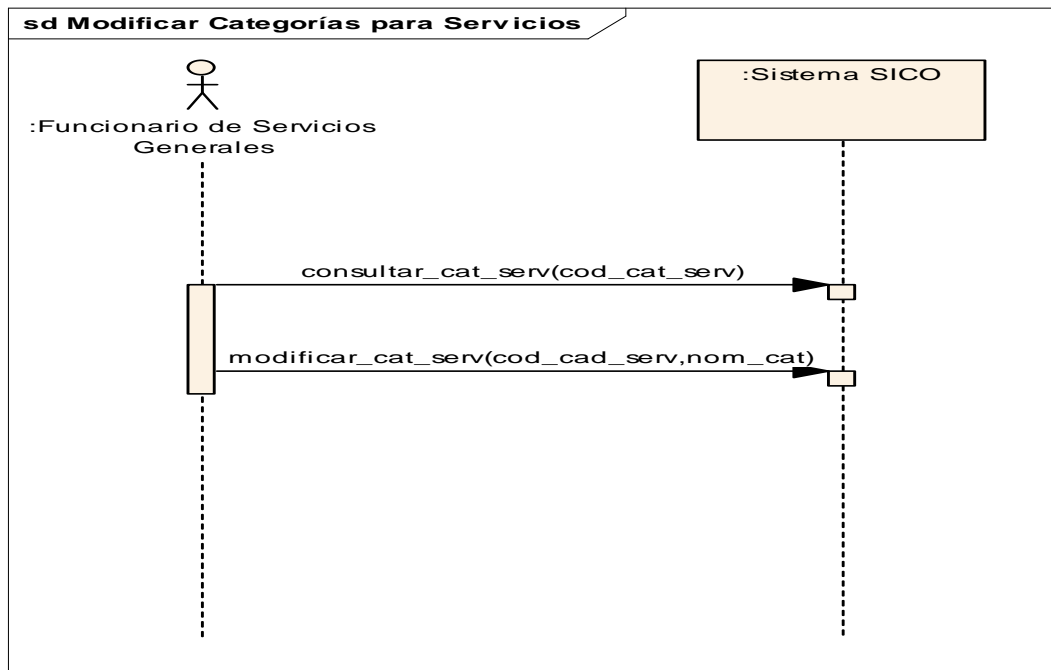 sd Modificar Categorías para Servicios
:Funcionario de Servicios
Generales
:Sistema SICO
consultar_cat_serv(cod_cat_serv)
modificar_cat_serv(cod_cad_serv,nom_cat)